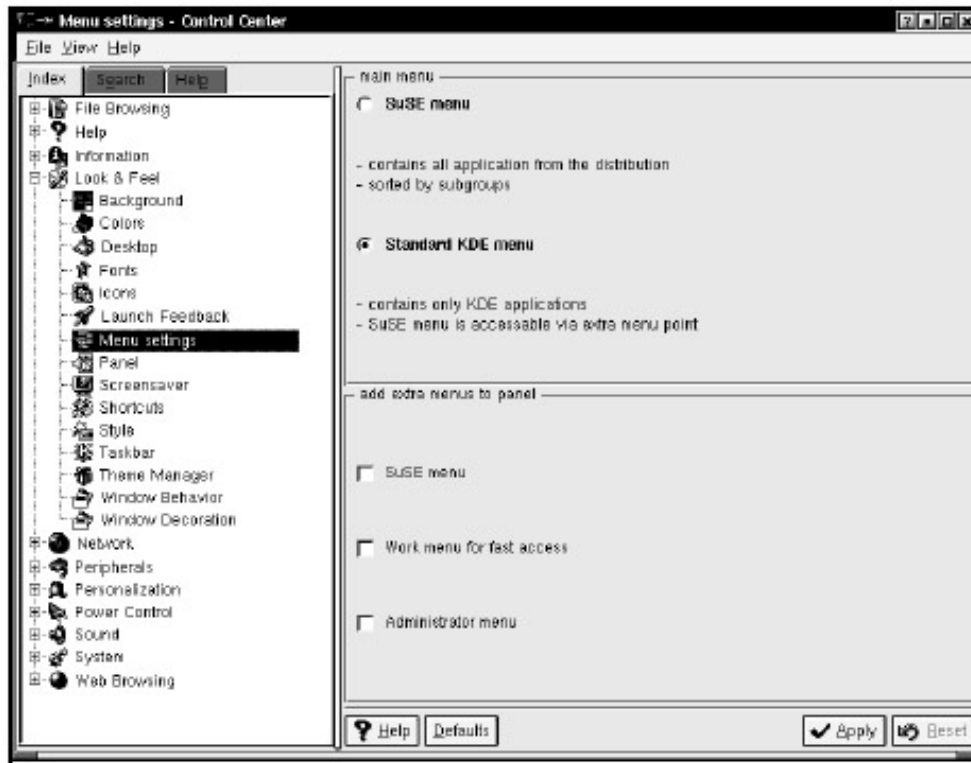 Menu settings - Control Center
File View Help
Index Search Help
File Browsing
Help
Information
Look & Feel
Background
Colors
Desktop
Fonts
Icons
Launch Feedback
Menu settings
Panel
Screensaver
Shortcuts
Style
Taskbar
Theme Manager
Window Behavior
Window Decoration
Network
Peripherals
Personalization
Power Control
Sound
System
Web Browsing
main menu
SuSE menu
- contains all application from the distribution
- sorted by subgroups
Standard KDE menu
- contains only KDE applications
- SuSE menu is accessable via extra menu point
add extra menus to panel
SuSE menu
Work menu for fast access
Administrator menu
Help Defaults Apply Reset